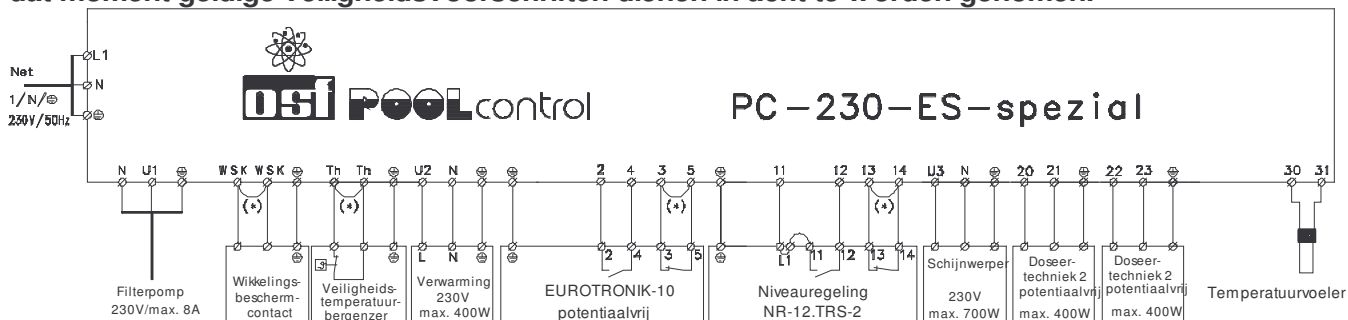 dat moment geldige veiligheidsvoorschriften dienen in acht te worden genomen.
L1
Net
N
1/N/⏚
230V/50Hz
osf POOLcontrol
PC-230-ES-spezial
N U1 ⏚ WSK WSK ⏚ Th Th ⏚ U2 N ⏚ ⏚ 2 4 3 5 ⏚ 11 12 13 14 U3 N ⏚ 20 21 ⏚ 22 23 ⏚ 30 31
(*) (*) (*) (*)
⏚ L N ⏚ ⏚ 2 4 3 5 ⏚ L1 11 12 13 14
Filterpomp
230V/max. 8A
Wikkelings-
bescherm-
contact
Veiligheids-
temperatuur-
bergenzer
Verwarming
230V
max. 400W
EUROTRONIK-10
potentiaalvrij
Niveauregeling
NR-12.TRS-2
Schijnwerper
230V
max. 700W
Doseer-
techniek 2
potentiaalvrij
max. 400W
Doseer-
techniek 2
potentiaalvrij
max. 400W
Temperatuurvoeler